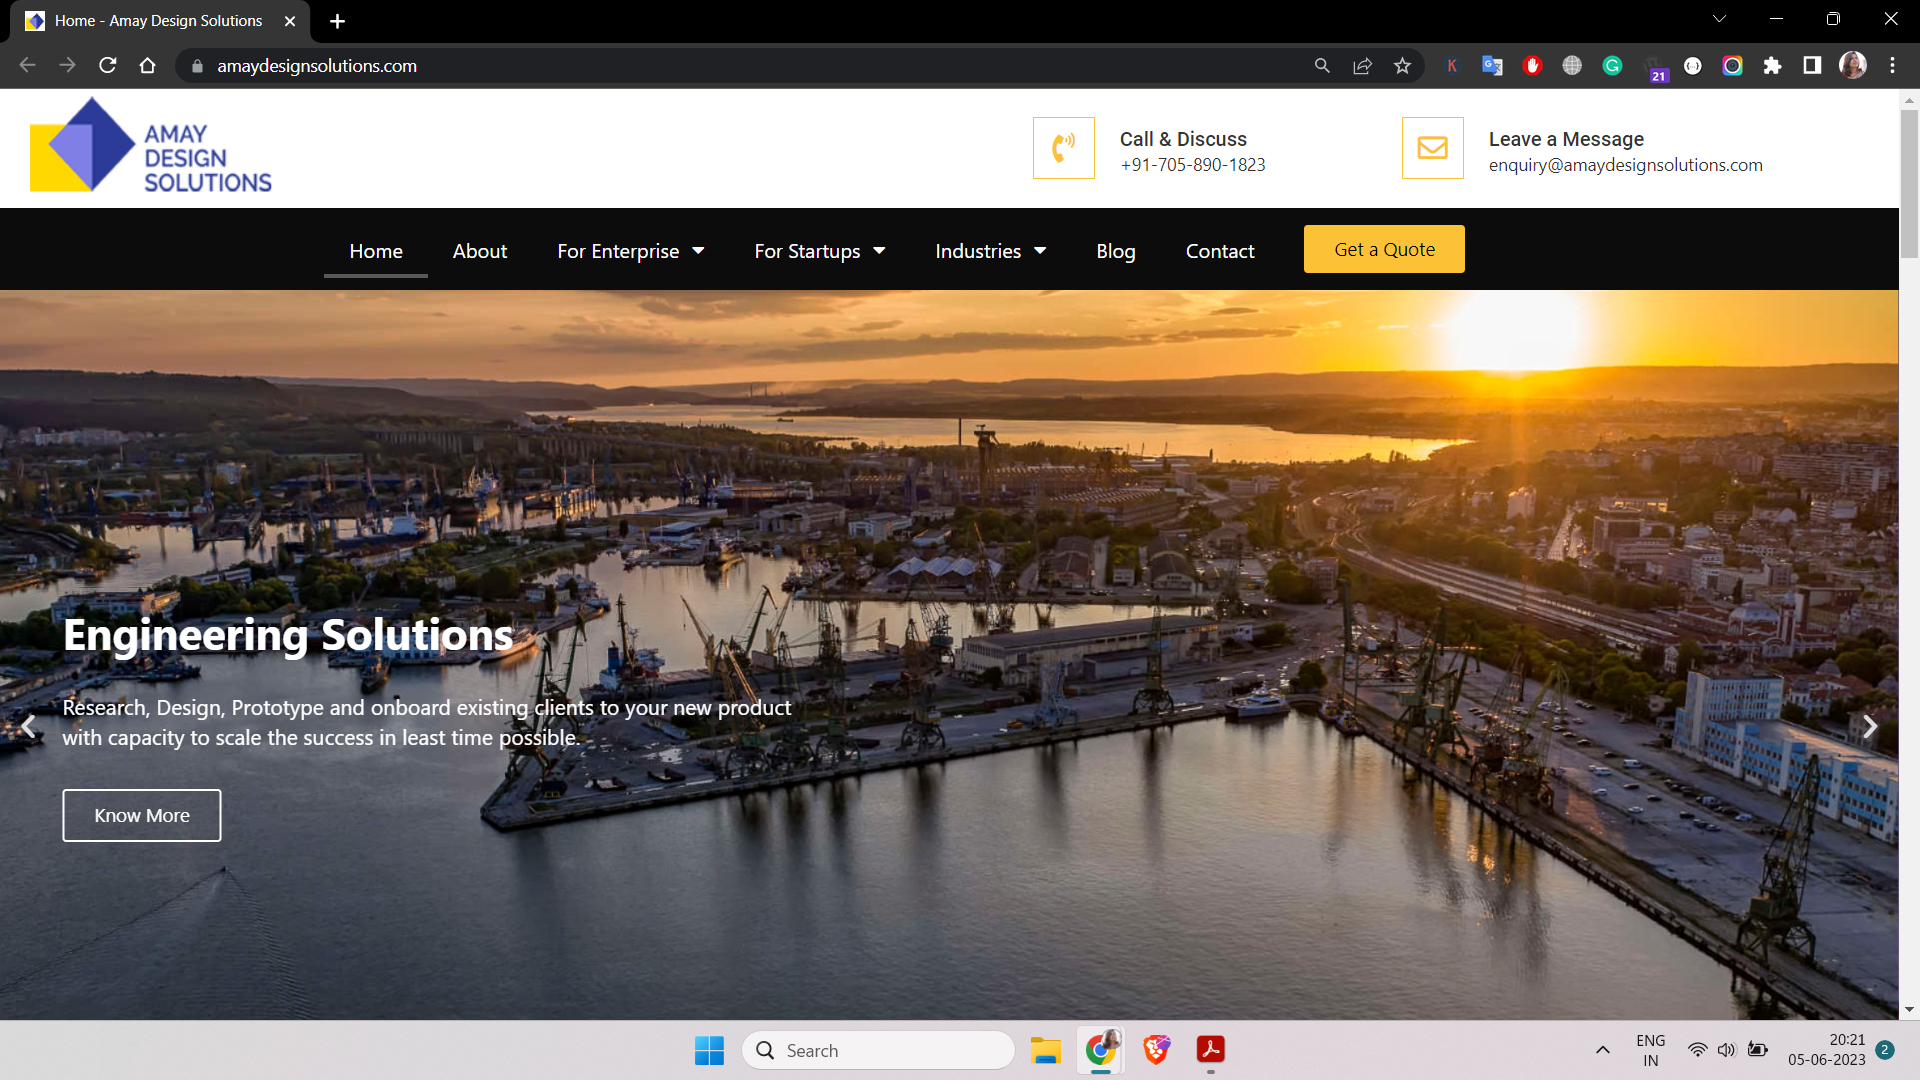 Home - Amay Design Solutions
amaydesignsolutions.com
K
21
AMAY
DESIGN
SOLUTIONS
Call & Discuss
+91-705-890-1823
Leave a Message
enquiry@amaydesignsolutions.com
Home About For Enterprise For Startups Industries Blog Contact Get a Quote
Engineering Solutions
Research, Design, Prototype and onboard existing clients to your new product
with capacity to scale the success in least time possible.
Know More
Search
ENG
IN
20:21
05-06-2023
2